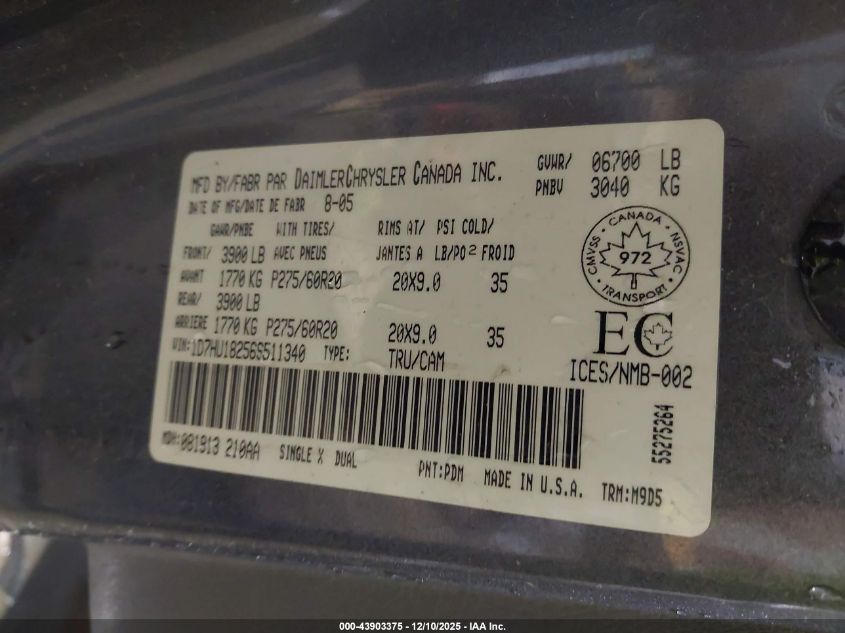 MFD BY/FABR PAR DAIMLERCHRYSLER CANADA INC. GVWR/ 06700 LB
DATE OF MFG/DATE DE FABR 8-05 PNBV 3040 KG
GAWR/PNBE WITH TIRES/ RIMS AT/ PSI COLD/
FRONT/ 3900 LB AVEC PNEUS JANTES A LB/PO² FROID
AVANT 1770 KG P275/60R20 20X9.0 35
REAR/ 3900 LB
ARRIERE 1770 KG P275/60R20 20X9.0 35
VIN: 1D7HU18256S511340 TYPE: TRU/CAM
CANADA
CMVSS 972 NSVAC
TRANSPORT
EC
ICES/NMB-002
55275264
MDH: 081913 210AA SINGLE X DUAL
PNT: PDM MADE IN U.S.A. TRM: M9D5
000-43903375 - 12/10/2025 - IAA Inc.